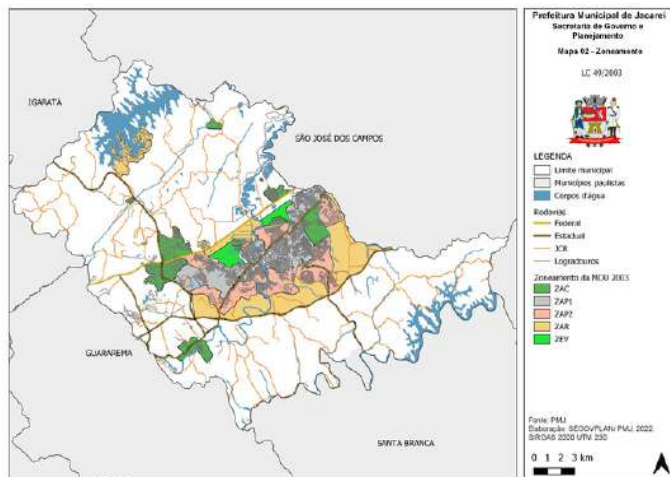 IGARATÁ
SÃO JOSÉ DOS CAMPOS
GUARAREMA
SANTA BRANCA
Prefeitura Municipal de Jacareí
Secretaria de Governo e
Planejamento
Mapa 02 - Zoneamento
LC 49/2003
LEGENDA
Limite municipal
Municípios paulistas
Corpos d'água
Rodovias
Federal
Estadual
JCR
Logradouros
Zoneamento da MOU 2003
ZAC
ZAP1
ZAP2
ZAR
ZEV
Fonte: PMJ
Elaboração: SEGOVPLAN/ PMJ, 2022
SIRGAS 2000 UTM 23S
0 1 2 3 km